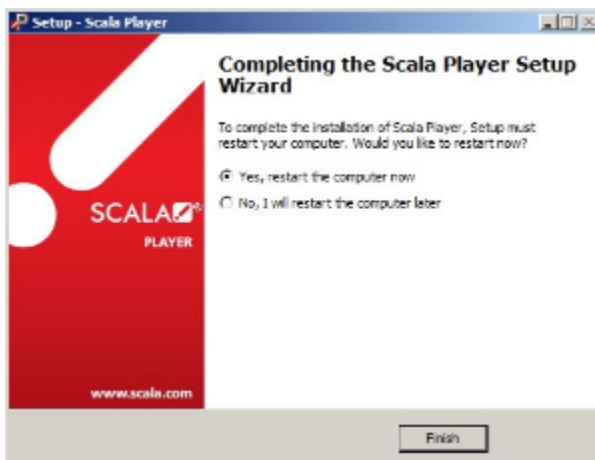 Setup - Scala Player
Completing the Scala Player Setup
Wizard
To complete the installation of Scala Player, Setup must
restart your computer. Would you like to restart now?
Yes, restart the computer now
No, I will restart the computer later
SCALA®
PLAYER
www.scala.com
Finish